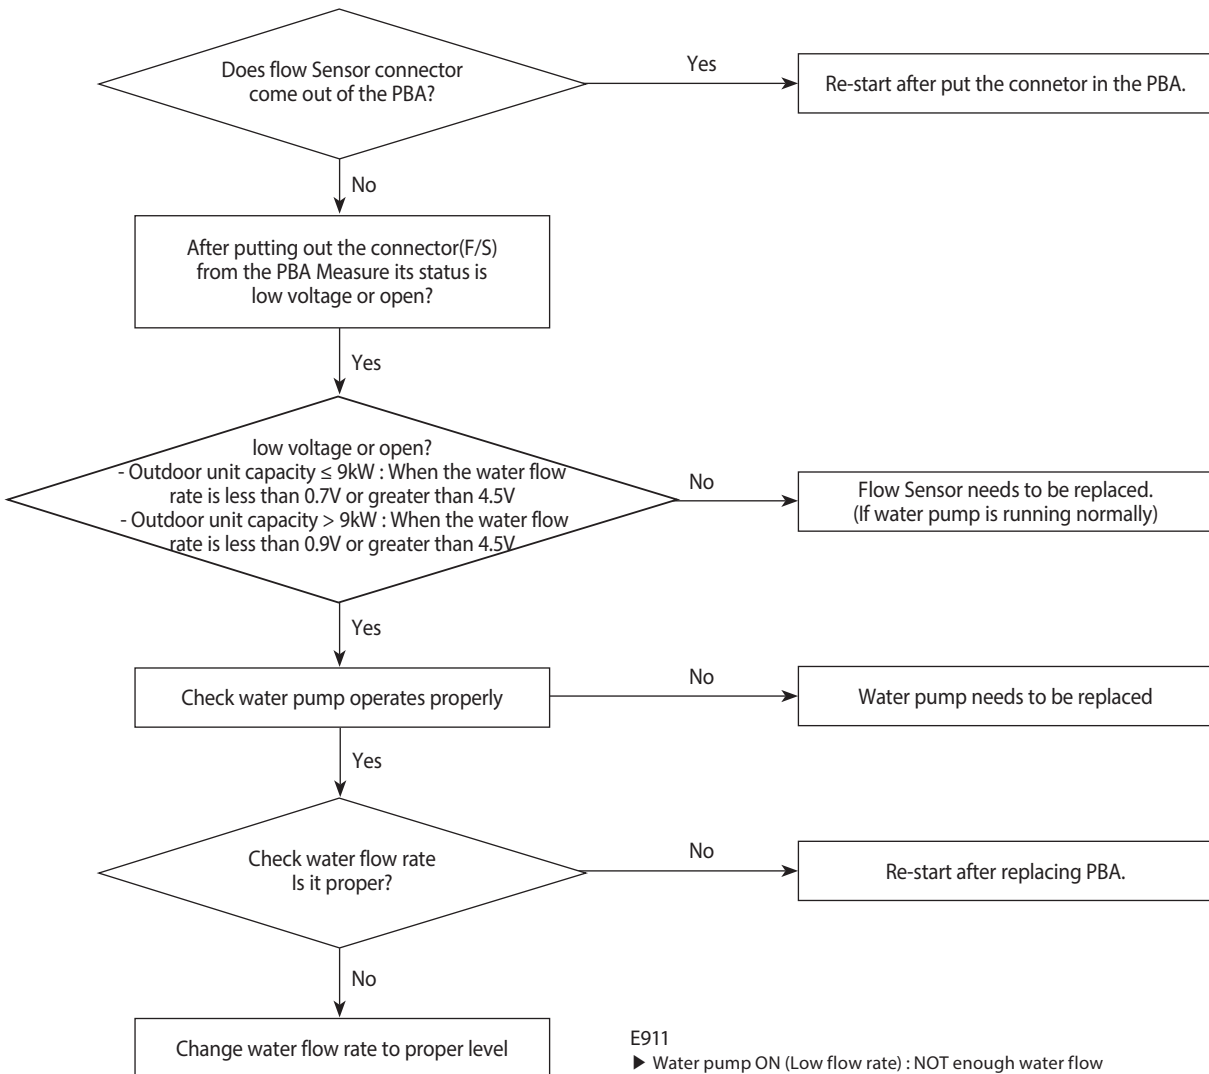 Does flow Sensor connector
come out of the PBA?
Yes
Re-start after put the connetor in the PBA.
No
After putting out the connector(F/S)
from the PBA Measure its status is
low voltage or open?
Yes
low voltage or open?
- Outdoor unit capacity ≤ 9kW : When the water flow
rate is less than 0.7V or greater than 4.5V
- Outdoor unit capacity > 9kW : When the water flow
rate is less than 0.9V or greater than 4.5V
No
Flow Sensor needs to be replaced.
(If water pump is running normally)
Yes
Check water pump operates properly
No
Water pump needs to be replaced
Yes
Check water flow rate
Is it proper?
No
Re-start after replacing PBA.
No
Change water flow rate to proper level
E911
▶ Water pump ON (Low flow rate) : NOT enough water flow